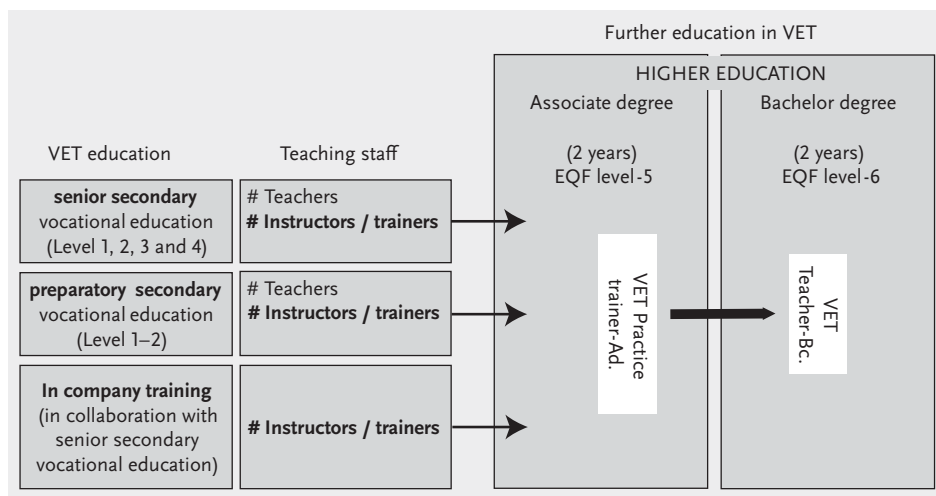 Further education in VET
HIGHER EDUCATION
Associate degree
(2 years)
EQF level-5
Bachelor degree
(2 years)
EQF level-6
VET education
Teaching staff
senior secondary
vocational education
(Level 1, 2, 3 and 4)
# Teachers
# Instructors / trainers
preparatory secondary
vocational education
(Level 1–2)
# Teachers
# Instructors / trainers
In company training
(in collaboration with
senior secondary
vocational education)
# Instructors / trainers
VET Practice
trainer-Ad.
VET
Teacher-Bc.